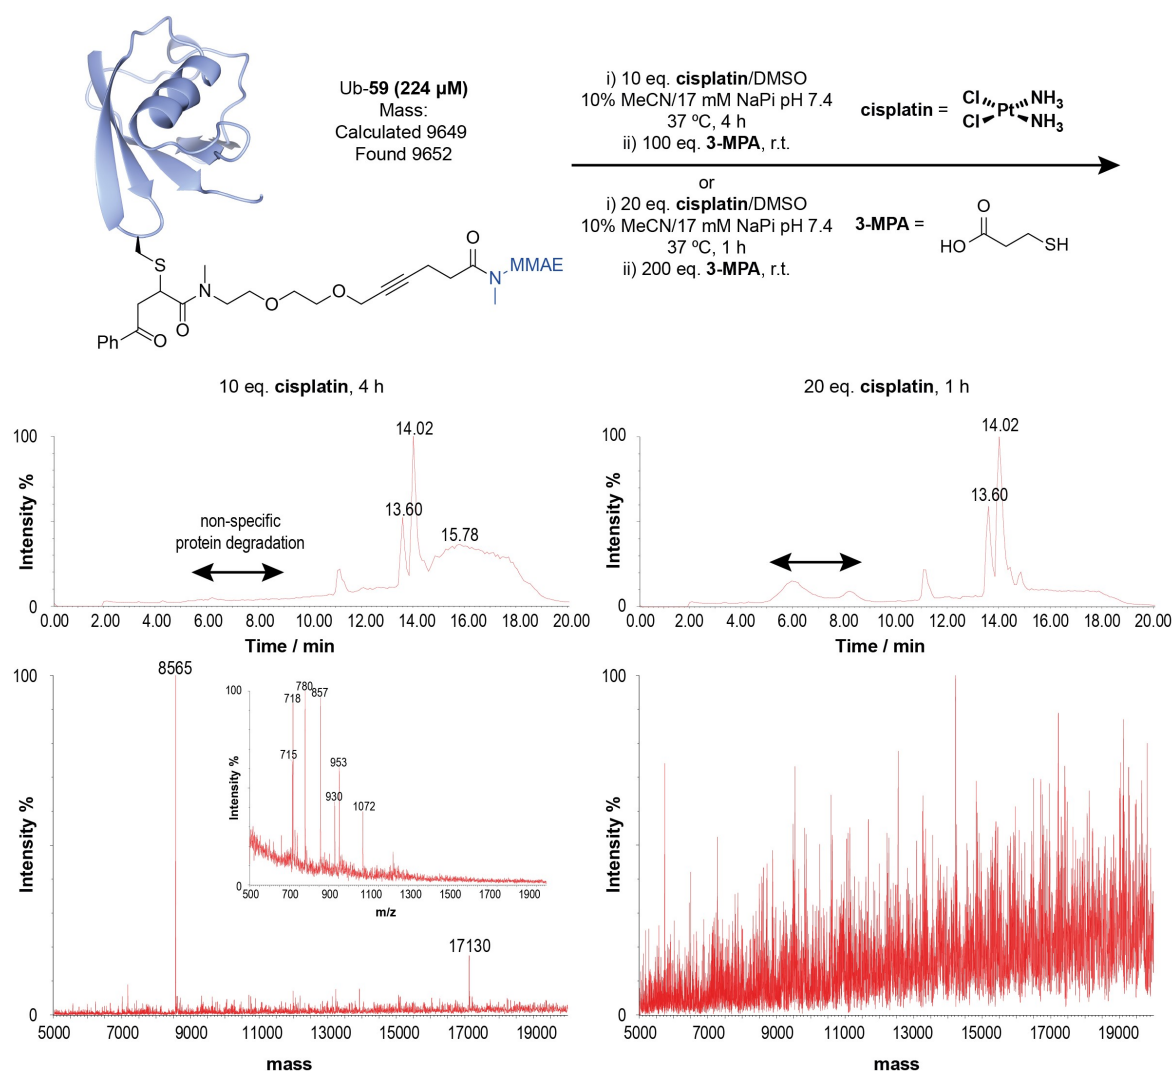 Ub-59 (224 µM)
Mass:
Calculated 9649
Found 9652
i) 10 eq. cisplatin/DMSO
10% MeCN/17 mM NaPi pH 7.4
37 ºC, 4 h
ii) 100 eq. 3-MPA, r.t.
or
i) 20 eq. cisplatin/DMSO
10% MeCN/17 mM NaPi pH 7.4
37 ºC, 1 h
ii) 200 eq. 3-MPA, r.t.
cisplatin =
Cl NH3
Pt
Cl NH3
3-MPA =
O
HO SH
S
O
N
O
O
O
N MMAE
O
Ph O
10 eq. cisplatin, 4 h
100
Intensity %
0
14.02
13.60
15.78
non-specific
protein degradation
0.00 2.00 4.00 6.00 8.00 10.00 12.00 14.00 16.00 18.00 20.00
Time / min
20 eq. cisplatin, 1 h
100
Intensity %
0
14.02
13.60
0.00 2.00 4.00 6.00 8.00 10.00 12.00 14.00 16.00 18.00 20.00
Time / min
100
Intensity %
0
8565
17130
5000 7000 9000 11000 13000 15000 17000 19000
mass
100
Intensity %
0
780
718
857
715
953
930
1072
500 700 900 1100 1300 1500 1700 1900
m/z
100
Intensity %
0
5000 7000 9000 11000 13000 15000 17000 19000
mass